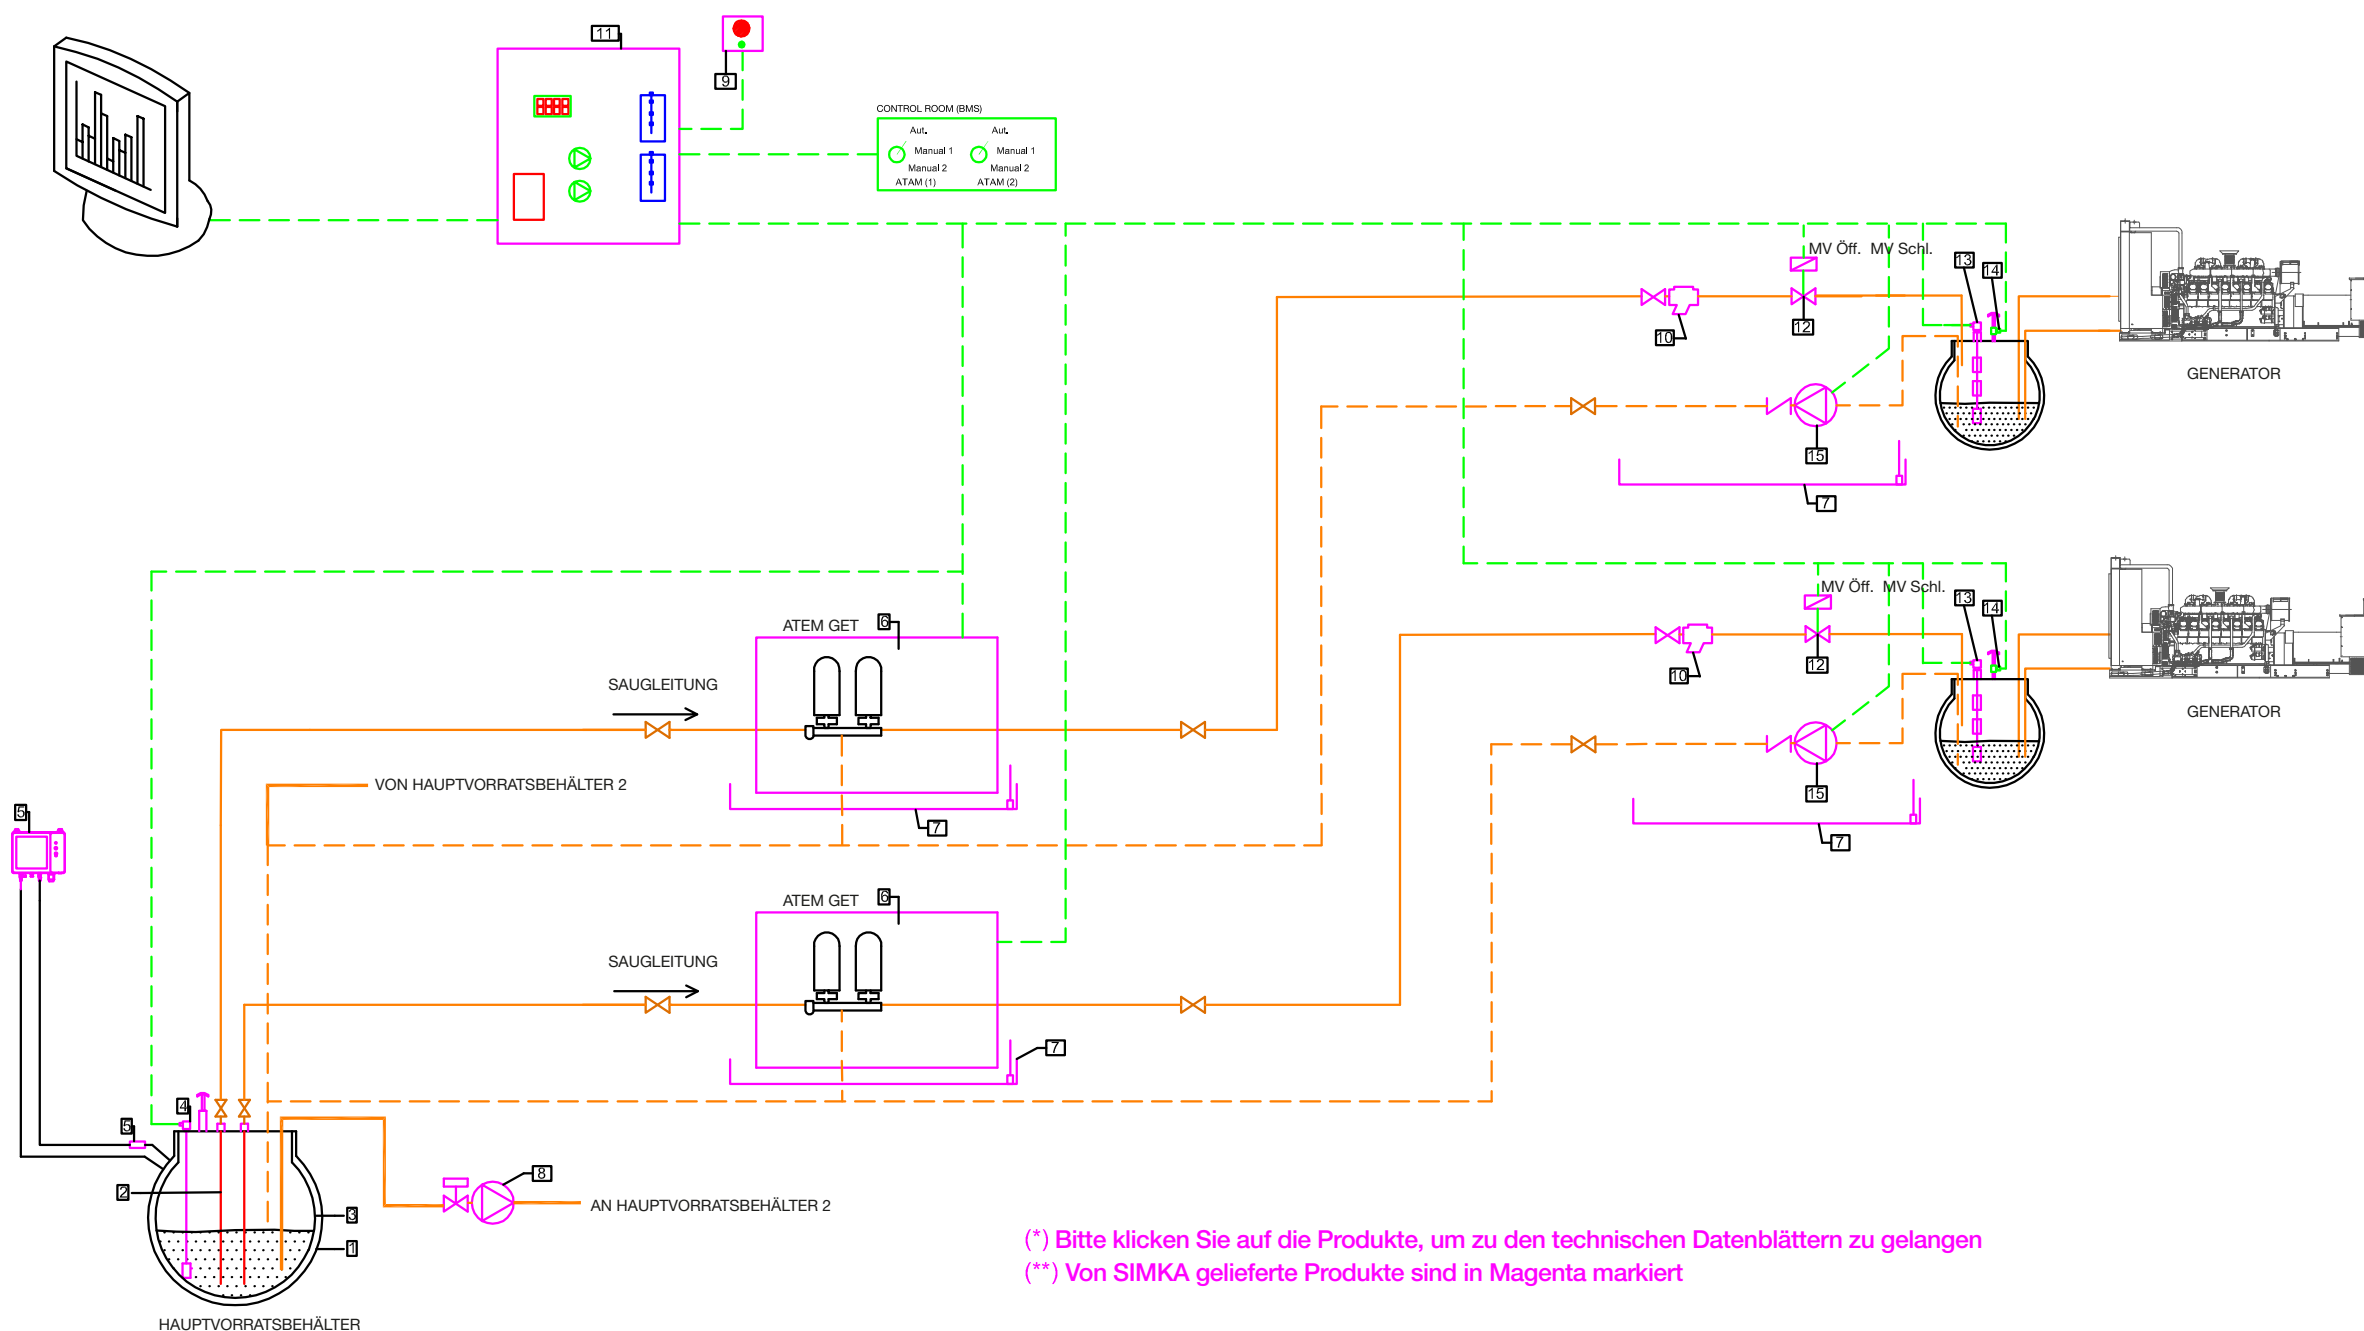 11
9
CONTROL ROOM (BMS)
Aut.
Aut.
Manual 1
Manual 1
Manual 2
Manual 2
ATAM (1)
ATAM (2)
MV Öff.
MV Schl.
13
14
12
10
GENERATOR
15
7
MV Öff.
MV Schl.
13
14
ATEM GET
6
12
10
SAUGLEITUNG
GENERATOR
VON HAUPTVORRATSBEHÄLTER 2
15
5
7
7
ATEM GET
6
SAUGLEITUNG
7
4
5
8
2
AN HAUPTVORRATSBEHÄLTER 2
3
1
(*) Bitte klicken Sie auf die Produkte, um zu den technischen Datenblättern zu gelangen
(**) Von SIMKA gelieferte Produkte sind in Magenta markiert
HAUPTVORRATSBEHÄLTER